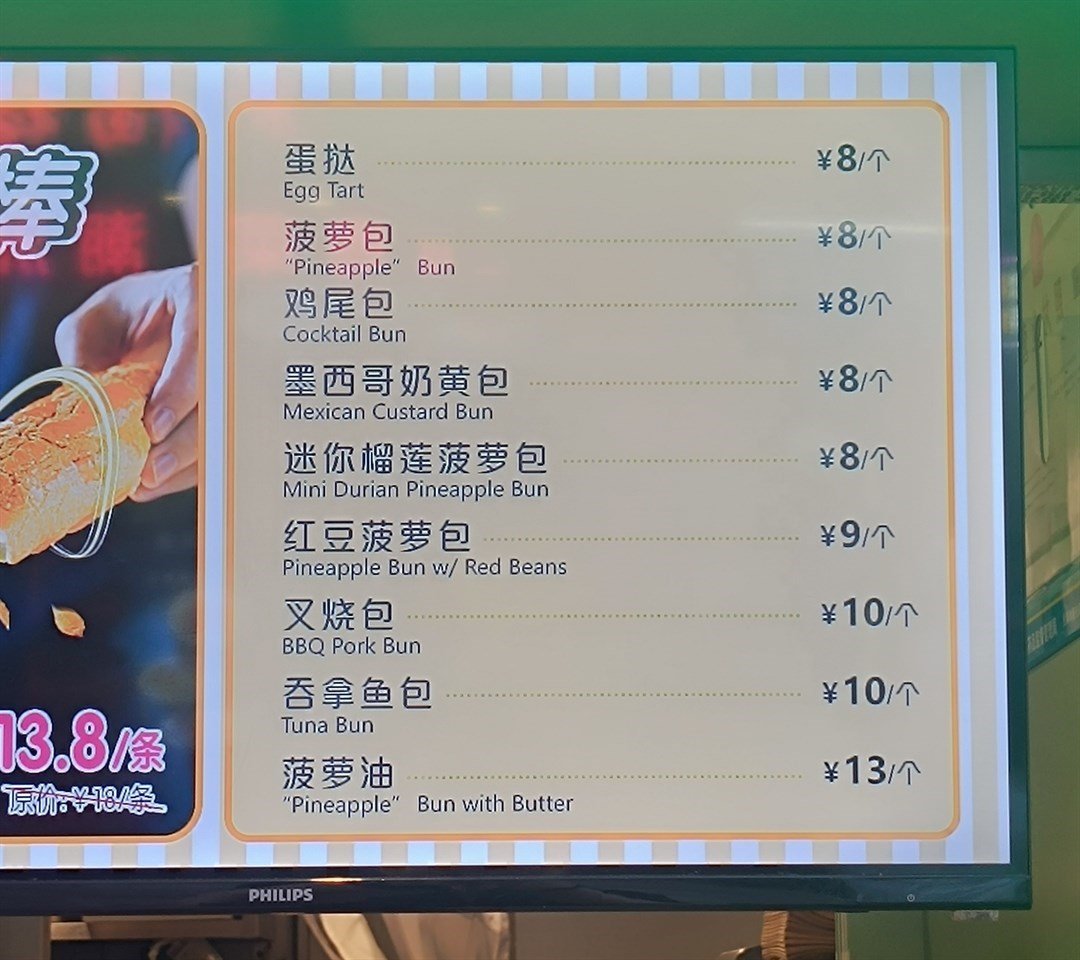 棒
13.8/条
原价:¥18/条
蛋挞 ¥8/个
Egg Tart
菠萝包 ¥8/个
“Pineapple” Bun
鸡尾包 ¥8/个
Cocktail Bun
墨西哥奶黄包 ¥8/个
Mexican Custard Bun
迷你榴莲菠萝包 ¥8/个
Mini Durian Pineapple Bun
红豆菠萝包 ¥9/个
Pineapple Bun w/ Red Beans
叉烧包 ¥10/个
BBQ Pork Bun
吞拿鱼包 ¥10/个
Tuna Bun
菠萝油 ¥13/个
“Pineapple” Bun with Butter
PHILIPS